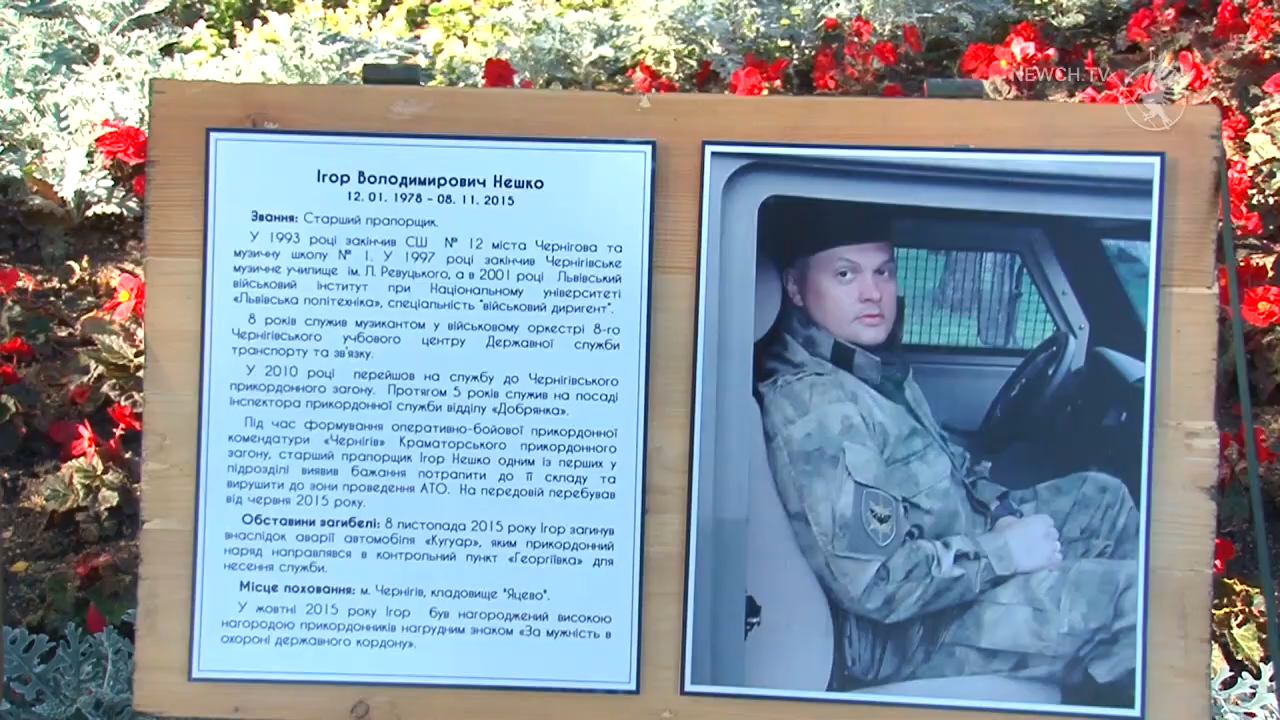 NEWCH.TV
Ігор Володимирович Нешко
12. 01. 1978 - 08. 11. 2015
Звання: Старший прапорщик.
У 1993 році закінчив СШ № 12 міста Чернігова та
музичну школу № 1. У 1997 році закінчив Чернігівське
музичне училище ім. Л. Ревуцького, а в 2001 році Львівський
військовий інститут при Національному університеті
«Львівська політехніка», спеціальність "військовий диригент".
8 років служив музикантом у військовому оркестрі 8-го
Чернігівського учбового центру Державної служби
транспорту та зв'язку.
У 2010 році перейшов на службу до Чернігівського
прикордонного загону. Протягом 5 років служив на посаді
Інспектора прикордонної служби відділу «Добрянка».
Під час формування оперативно-бойової прикордонної
комендатури «Чернігів» Краматорського прикордонного
загону, старший прапорщик Ігор Нешко одним із перших у
підрозділі виявив бажання потрапити до її складу та
вирушити до зони проведення АТО. На передовій перебував
від червня 2015 року.
Обставини загибелі: 8 листопада 2015 року Ігор загинув
внаслідок аварії автомобіля «Кугуар», яким прикордонний
наряд направлявся в контрольний пункт «Георгіївка» для
несення служби.
Місце поховання: м. Чернігів, кладовище "Яцево".
У жовтні 2015 року Ігор був нагороджений високою
нагородою прикордонників нагрудним знаком «За мужність в
охороні державного кордону».